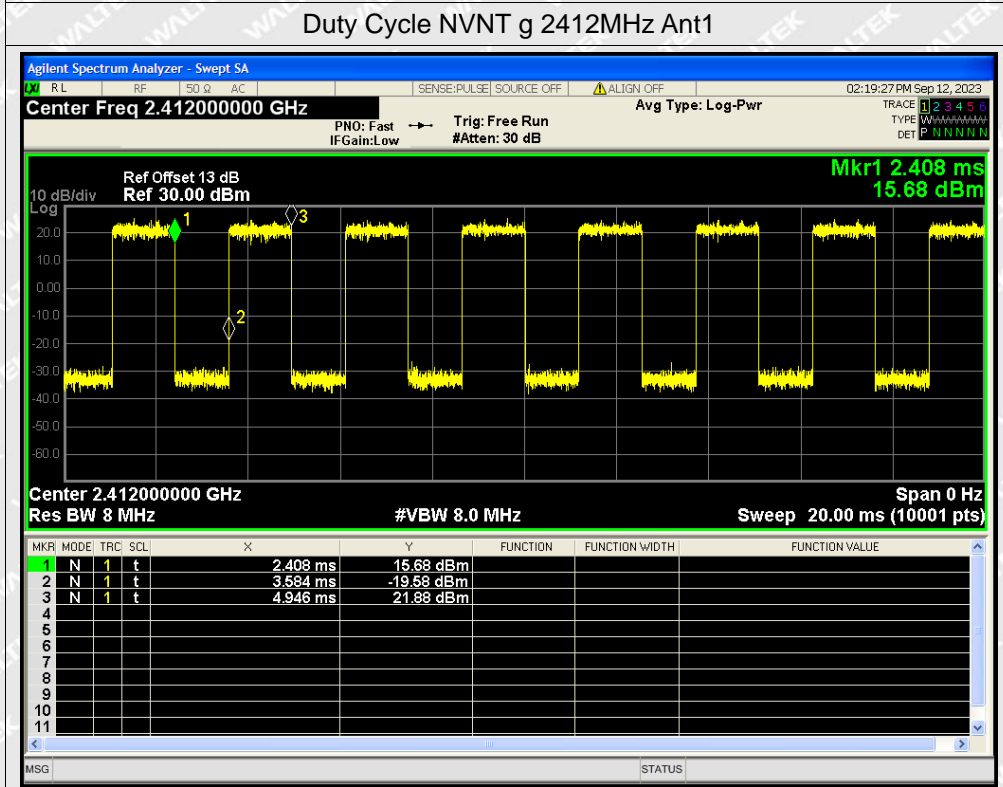 Duty Cycle NVNT g 2412MHz Ant1
Agilent Spectrum Analyzer - Swept SA
LXI RL RF 50 Ω AC SENSE:PULSE SOURCE OFF ALIGN OFF 02:19:27 PM Sep 12, 2023
Center Freq 2.412000000 GHz Avg Type: Log-Pwr TRACE 1 2 3 4 5 6
PNO: Fast Trig: Free Run TYPE
IFGain:Low #Atten: 30 dB DET P N N N N N
Mkr1 2.408 ms
Ref Offset 13 dB
10 dB/div Ref 30.00 dBm 15.68 dBm
Log
1
3
20.0
10.0
0.00
-10.0
2
-20.0
-30.0
-40.0
-50.0
-60.0
Center 2.412000000 GHz Span 0 Hz
Res BW 8 MHz #VBW 8.0 MHz Sweep 20.00 ms (10001 pts)
MKR MODE TRC SCL X Y FUNCTION FUNCTION WIDTH FUNCTION VALUE
1 N 1 t 2.408 ms 15.68 dBm
2 N 1 t 3.584 ms -19.58 dBm
3 N 1 t 4.946 ms 21.88 dBm
4
5
6
7
8
9
10
11
MSG STATUS